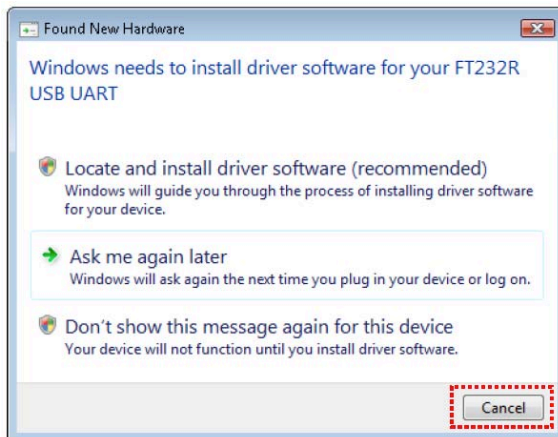 Found New Hardware
Windows needs to install driver software for your FT232R
USB UART
Locate and install driver software (recommended)
Windows will guide you through the process of installing driver software
for your device.
Ask me again later
Windows will ask again the next time you plug in your device or log on.
Don't show this message again for this device
Your device will not function until you install driver software.
Cancel